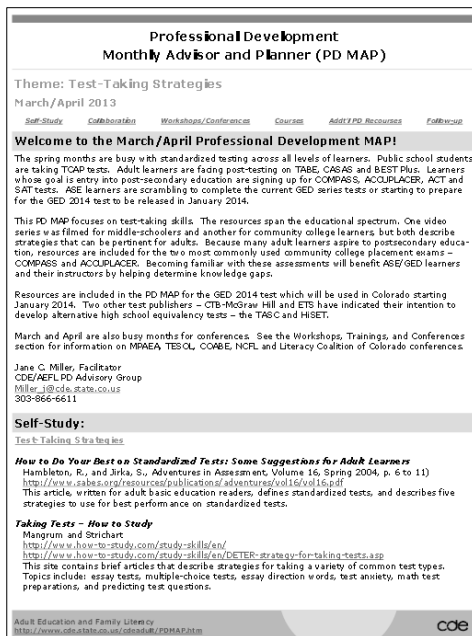 Professional Development
Monthly Advisor and Planner (PD MAP)
Theme: Test-Taking Strategies
March/April 2013
Self-Study Collaboration Workshops/Conferences Courses Addt'l PD Recourses Follow-up
Welcome to the March/April Professional Development MAP!
The spring months are busy with standardized testing across all levels of learners. Public school students
are taking TCAP tests. Adult learners are facing post-testing on TABE, CASAS and BEST Plus. Learners
whose goal is entry into post-secondary education are signing up for COMPASS, ACCUPLACER, ACT and
SAT tests. ASE learners are scrambling to complete the current GED series tests or starting to prepare
for the GED 2014 test to be released in January 2014.
This PD MAP focuses on test-taking skills. The resources span the educational spectrum. One video
series was filmed for middle-schoolers and another for community college learners, but both describe
strategies that can be pertinent for adults. Because many adult learners aspire to postsecondary educa-
tion, resources are included for the two most commonly used community college placement exams –
COMPASS and ACCUPLACER. Becoming familiar with these assessments will benefit ASE/GED learners
and their instructors by helping determine knowledge gaps.
Resources are included in the PD MAP for the GED 2014 test which will be used in Colorado starting
January 2014. Two other test publishers – CTB-McGraw Hill and ETS have indicated their intention to
develop alternative high school equivalency tests – the TASC and HiSET.
March and April are also busy months for conferences. See the Workshops, Trainings, and Conferences
section for information on MPAEA, TESOL, COABE, NCFL and Literacy Coalition of Colorado conferences.
Jane C. Miller, Facilitator
CDE/AEFL PD Advisory Group
Miller_j@cde.state.co.us
303-866-6611
Self-Study:
Test-Taking Strategies
How to Do Your Best on Standardized Tests: Some Suggestions for Adult Learners
Hambleton, R., and Jirka, S., Adventures in Assessment, Volume 16, Spring 2004, p. 6 to 11)
http://www.sabes.org/resources/publications/adventures/vol16/vol16.pdf
This article, written for adult basic education readers, defines standardized tests, and describes five
strategies to use for best performance on standardized tests.
Taking Tests – How to Study
Mangrum and Strichart
http://www.how-to-study.com/study-skills/en/
http://www.how-to-study.com/study-skills/en/DETER-strategy-for-taking-tests.asp
This site contains brief articles that describe strategies for taking a variety of common test types.
Topics include: essay tests, multiple-choice tests, essay direction words, test anxiety, math test
preparations, and predicting test questions.
Adult Education and Family Literacy
http://www.cde.state.co.us/cdeadult/PDMAP.htm
cde